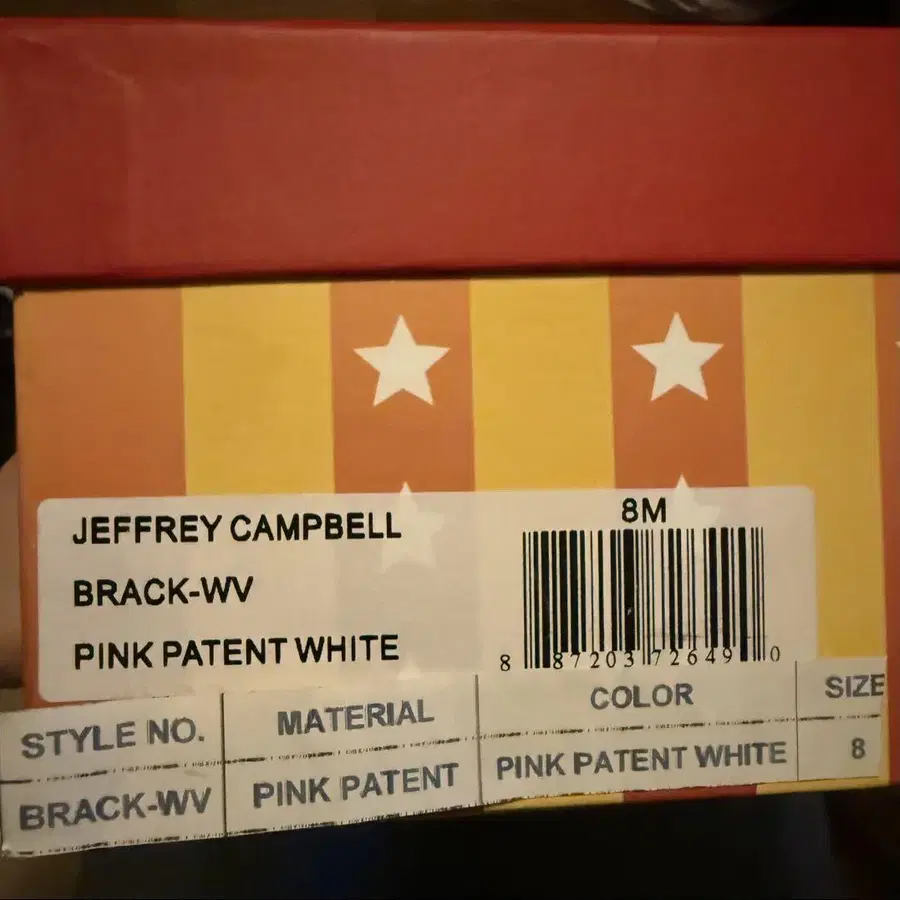 JEFFREY CAMPBELL
BRACK-WV
PINK PATENT WHITE
8M
8 87203 72649 0
STYLE NO. MATERIAL COLOR SIZE
BRACK-WV PINK PATENT PINK PATENT WHITE 8